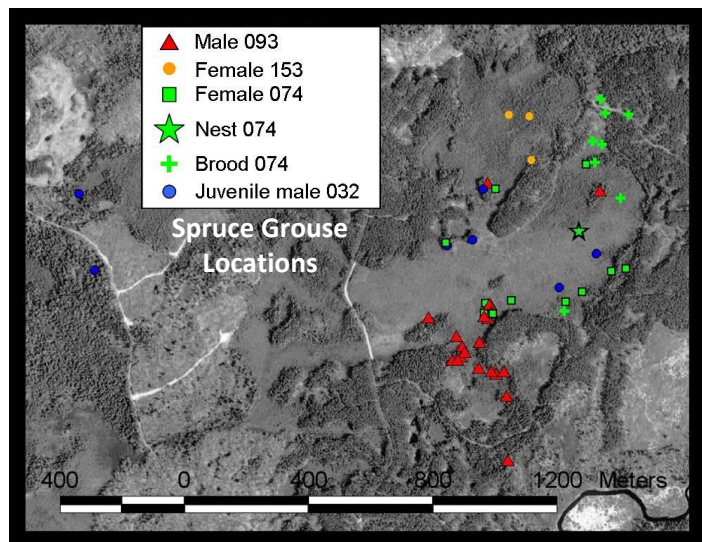 Male 093
Female 153
Female 074
Nest 074
Brood 074
Juvenile male 032
Spruce Grouse
Locations
400 0 400 800 1200 Meters